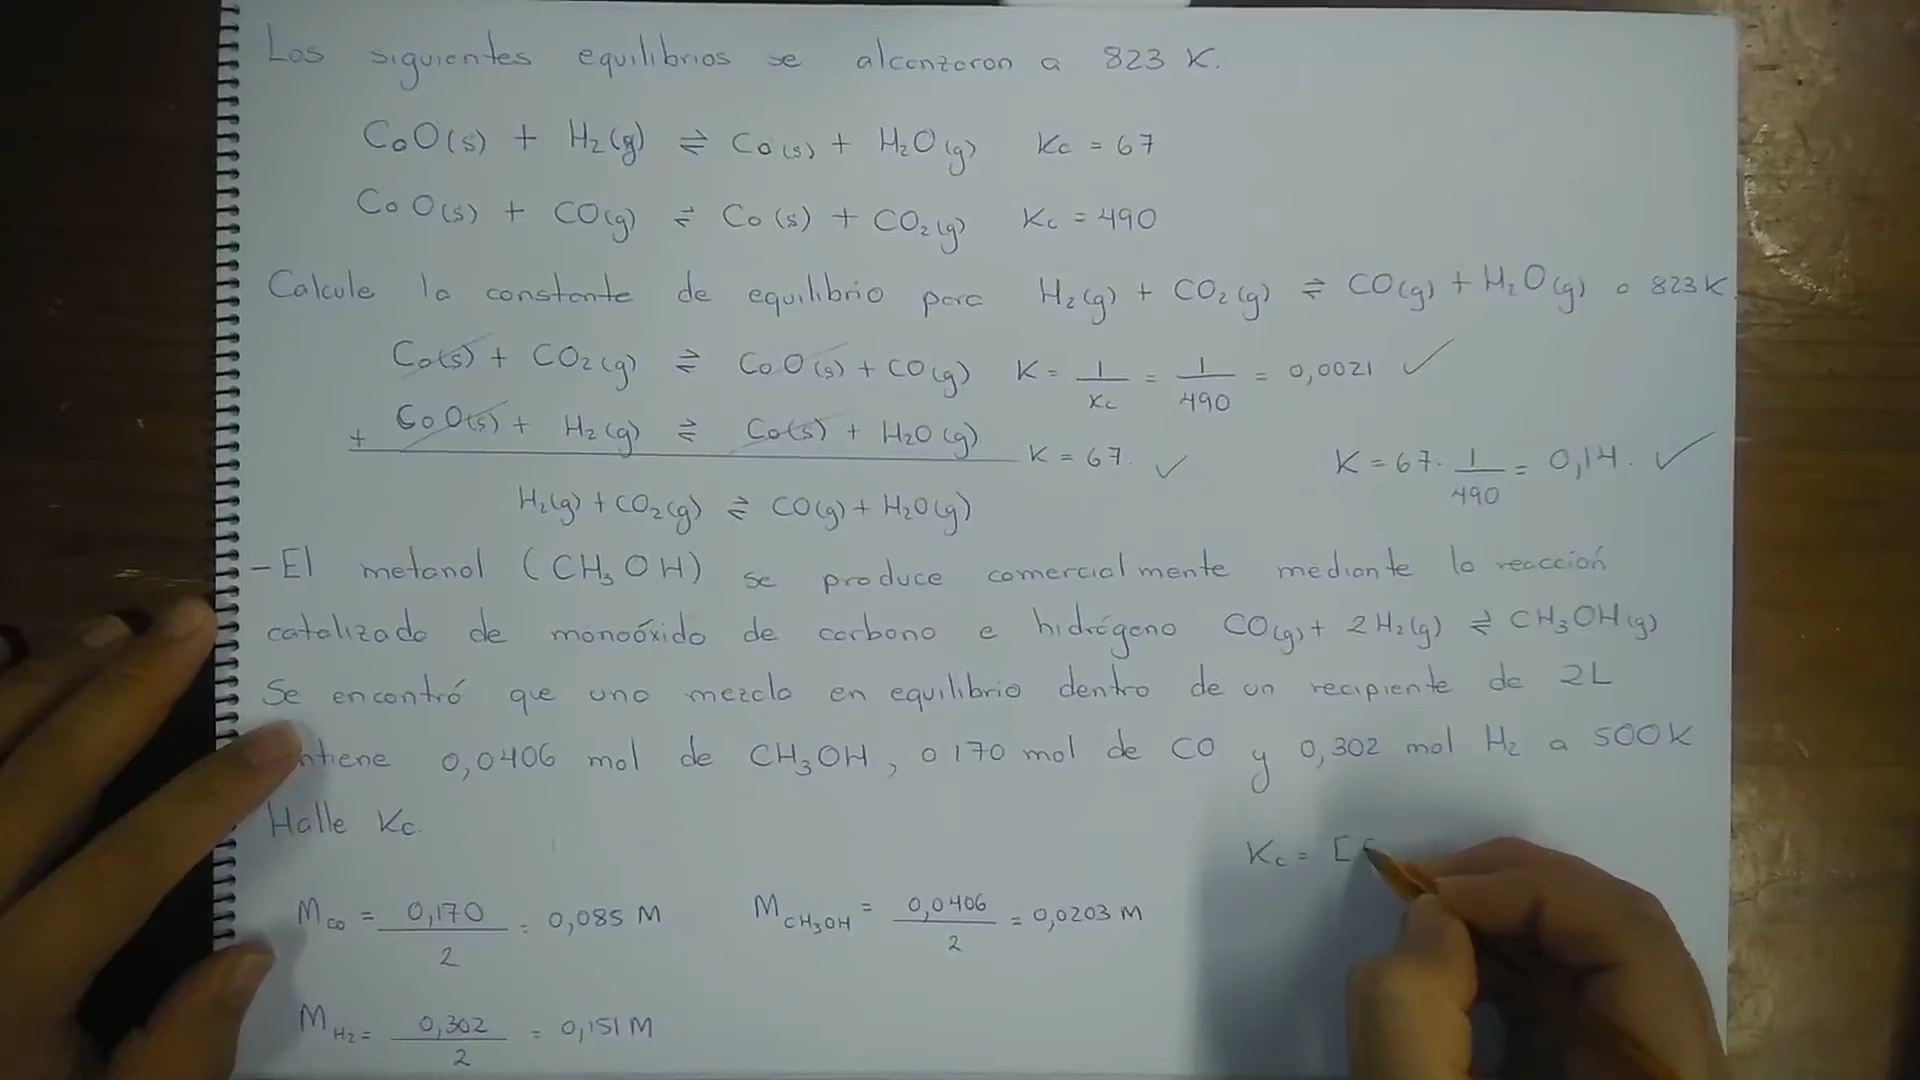 Los siguientes equilibrios se alcanzaron a 823 K.
CoO(s) + H₂(g) ⇌ Co(s) + H₂O(g) Kc = 67
CoO(s) + CO(g) ⇌ Co(s) + CO₂(g) Kc = 490
Calcule la constante de equilibrio para H₂(g) + CO₂(g) ⇌ CO(g) + H₂O(g) a 823 K
Co(s) + CO₂(g) ⇌ CoO(s) + CO(g) K = 1/Kc = 1/490 = 0,0021 ✓
+ CoO(s) + H₂(g) ⇌ Co(s) + H₂O(g) K = 67. ✓ K = 67 · 1/490 = 0,14. ✓
H₂(g) + CO₂(g) ⇌ CO(g) + H₂O(g)
- El metanol (CH₃OH) se produce comercialmente mediante la reacción
catalizada de monoóxido de carbono e hidrógeno CO(g) + 2H₂(g) ⇌ CH₃OH(g)
Se encontró que una mezcla en equilibrio dentro de un recipiente de 2L
ntiene 0,0406 mol de CH₃OH, 0 170 mol de CO y 0,302 mol H₂ a 500K
Halle Kc.
Kc = [
M CO = 0,170/2 = 0,085 M M CH₃OH = 0,0406/2 = 0,0203 M
M H₂ = 0,302/2 = 0,151 M